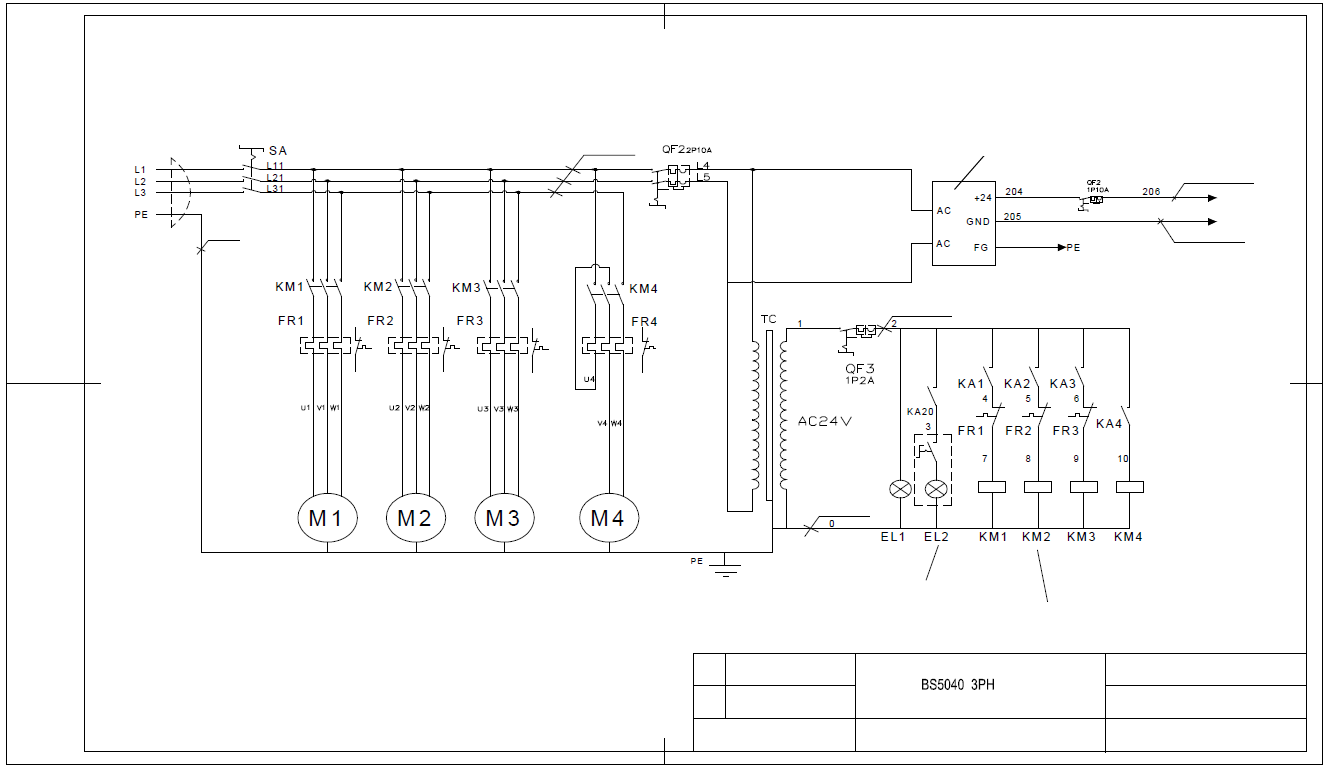 SA
QF2 2P10A
L1
L2
L3
PE
L11
L21
L31
L4
L5
+24
GND
FG
AC
AC
204
205
PE
QF2
1P10A
206
KM1
KM2
KM3
KM4
FR1
FR2
FR3
FR4
TC
1
2
QF3
1P2A
AC24V
U4
U1 V1 W1
U2 V2 W2
U3 V3 W3
V4 W4
KA20
3
KA1
KA2
KA3
KA4
4
5
6
FR1
FR2
FR3
7
8
9
10
M1
M2
M3
M4
0
EL1
EL2
KM1
KM2
KM3
KM4
PE
BS5040 3PH